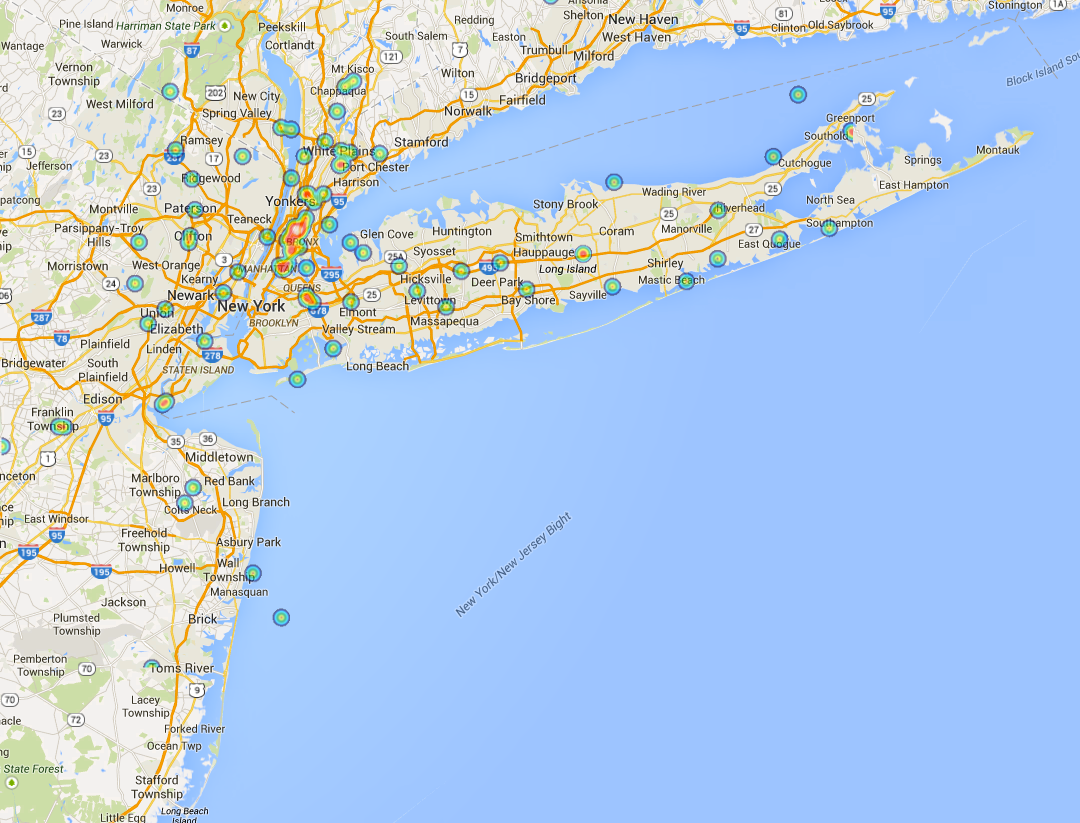 Monroe
Harriman State Park
Pine Island
Warwick
Wantage
Peekskill
Cortlandt
87
Redding
Easton
South Salem
7
121
Shelton
Trumbull
New Haven
West Haven
Milford
95
81
Clinton
Old Saybrook
95
Stonington
1A
Vernon
Township
West Milford
202
New City
Spring Valley
Mt Kisco
Chappaqua
Wilton
15
Norwalk
Bridgeport
Fairfield
Block Island Sou
23
15
Jefferson
Ramsey
287
17
White Plains
Port Chester
Harrison
Stamford
25
Greenport
Southold
Cutchogue
Springs
Montauk
East Hampton
patcong
23
Ridgewood
Paterson
Yonkers
95
Teaneck
Parsippany-Troy
Hills
Clifton
BRONX
Glen Cove
Huntington
Stony Brook
Wading River
25
25
Riverhead
North Sea
Southampton
Manorville
27
East Quogue
Smithtown
Hauppauge
Coram
Syosset
25A
Morristown
West Orange
3
MANHATTAN
295
24
Kearny
Newark
QUEENS
Hicksville
495
Deer Park
Long Island
Shirley
Mastic Beach
Sayville
Bay Shore
Levittown
Massapequa
New York
678
25
Elmont
BROOKLYN
Valley Stream
Union
Elizabeth
Long Beach
287
78
Plainfield
Linden
278
STATEN ISLAND
Bridgewater
South
Plainfield
Edison
Franklin
Township
95
1
35
36
Middletown
nceton
Marlboro
Township
Red Bank
Colts Neck
Long Branch
East Windsor
95
Freehold
Township
Asbury Park
195
195
Howell
Wall
Township
Manasquan
New York/New Jersey Bight
Jackson
Plumsted
Township
Brick
Pemberton
Township
70
Toms River
70
9
Lacey
Township
72
Forked River
Ocean Twp
State Forest
Stafford
Township
Long Beach
Island
Little Egg